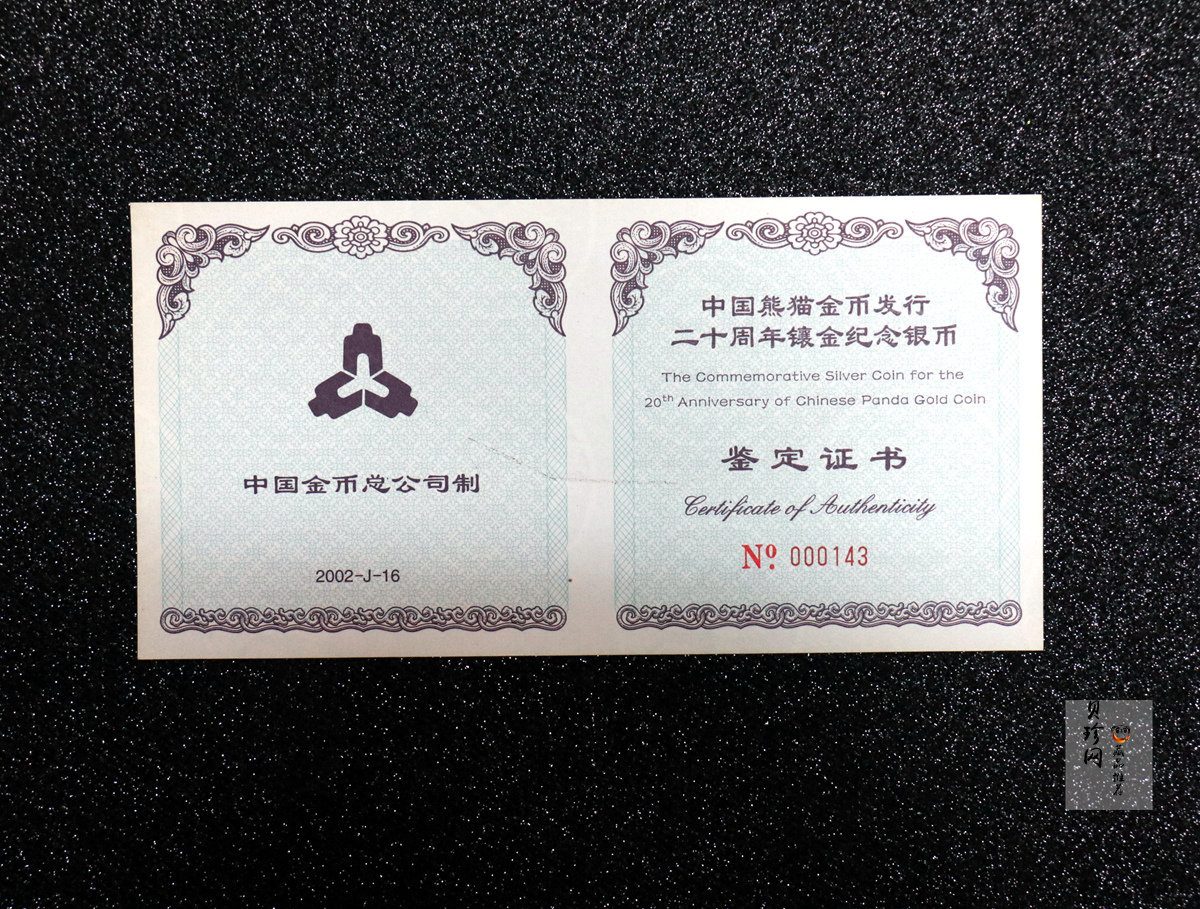 中国金币总公司制
2002-J-16
中国熊猫金币发行
二十周年镶金纪念银币
The Commemorative Silver Coin for the
20th Anniversary of Chinese Panda Gold Coin
鉴定证书
Certificate of Authenticity
Nº. 000143
贝珍网